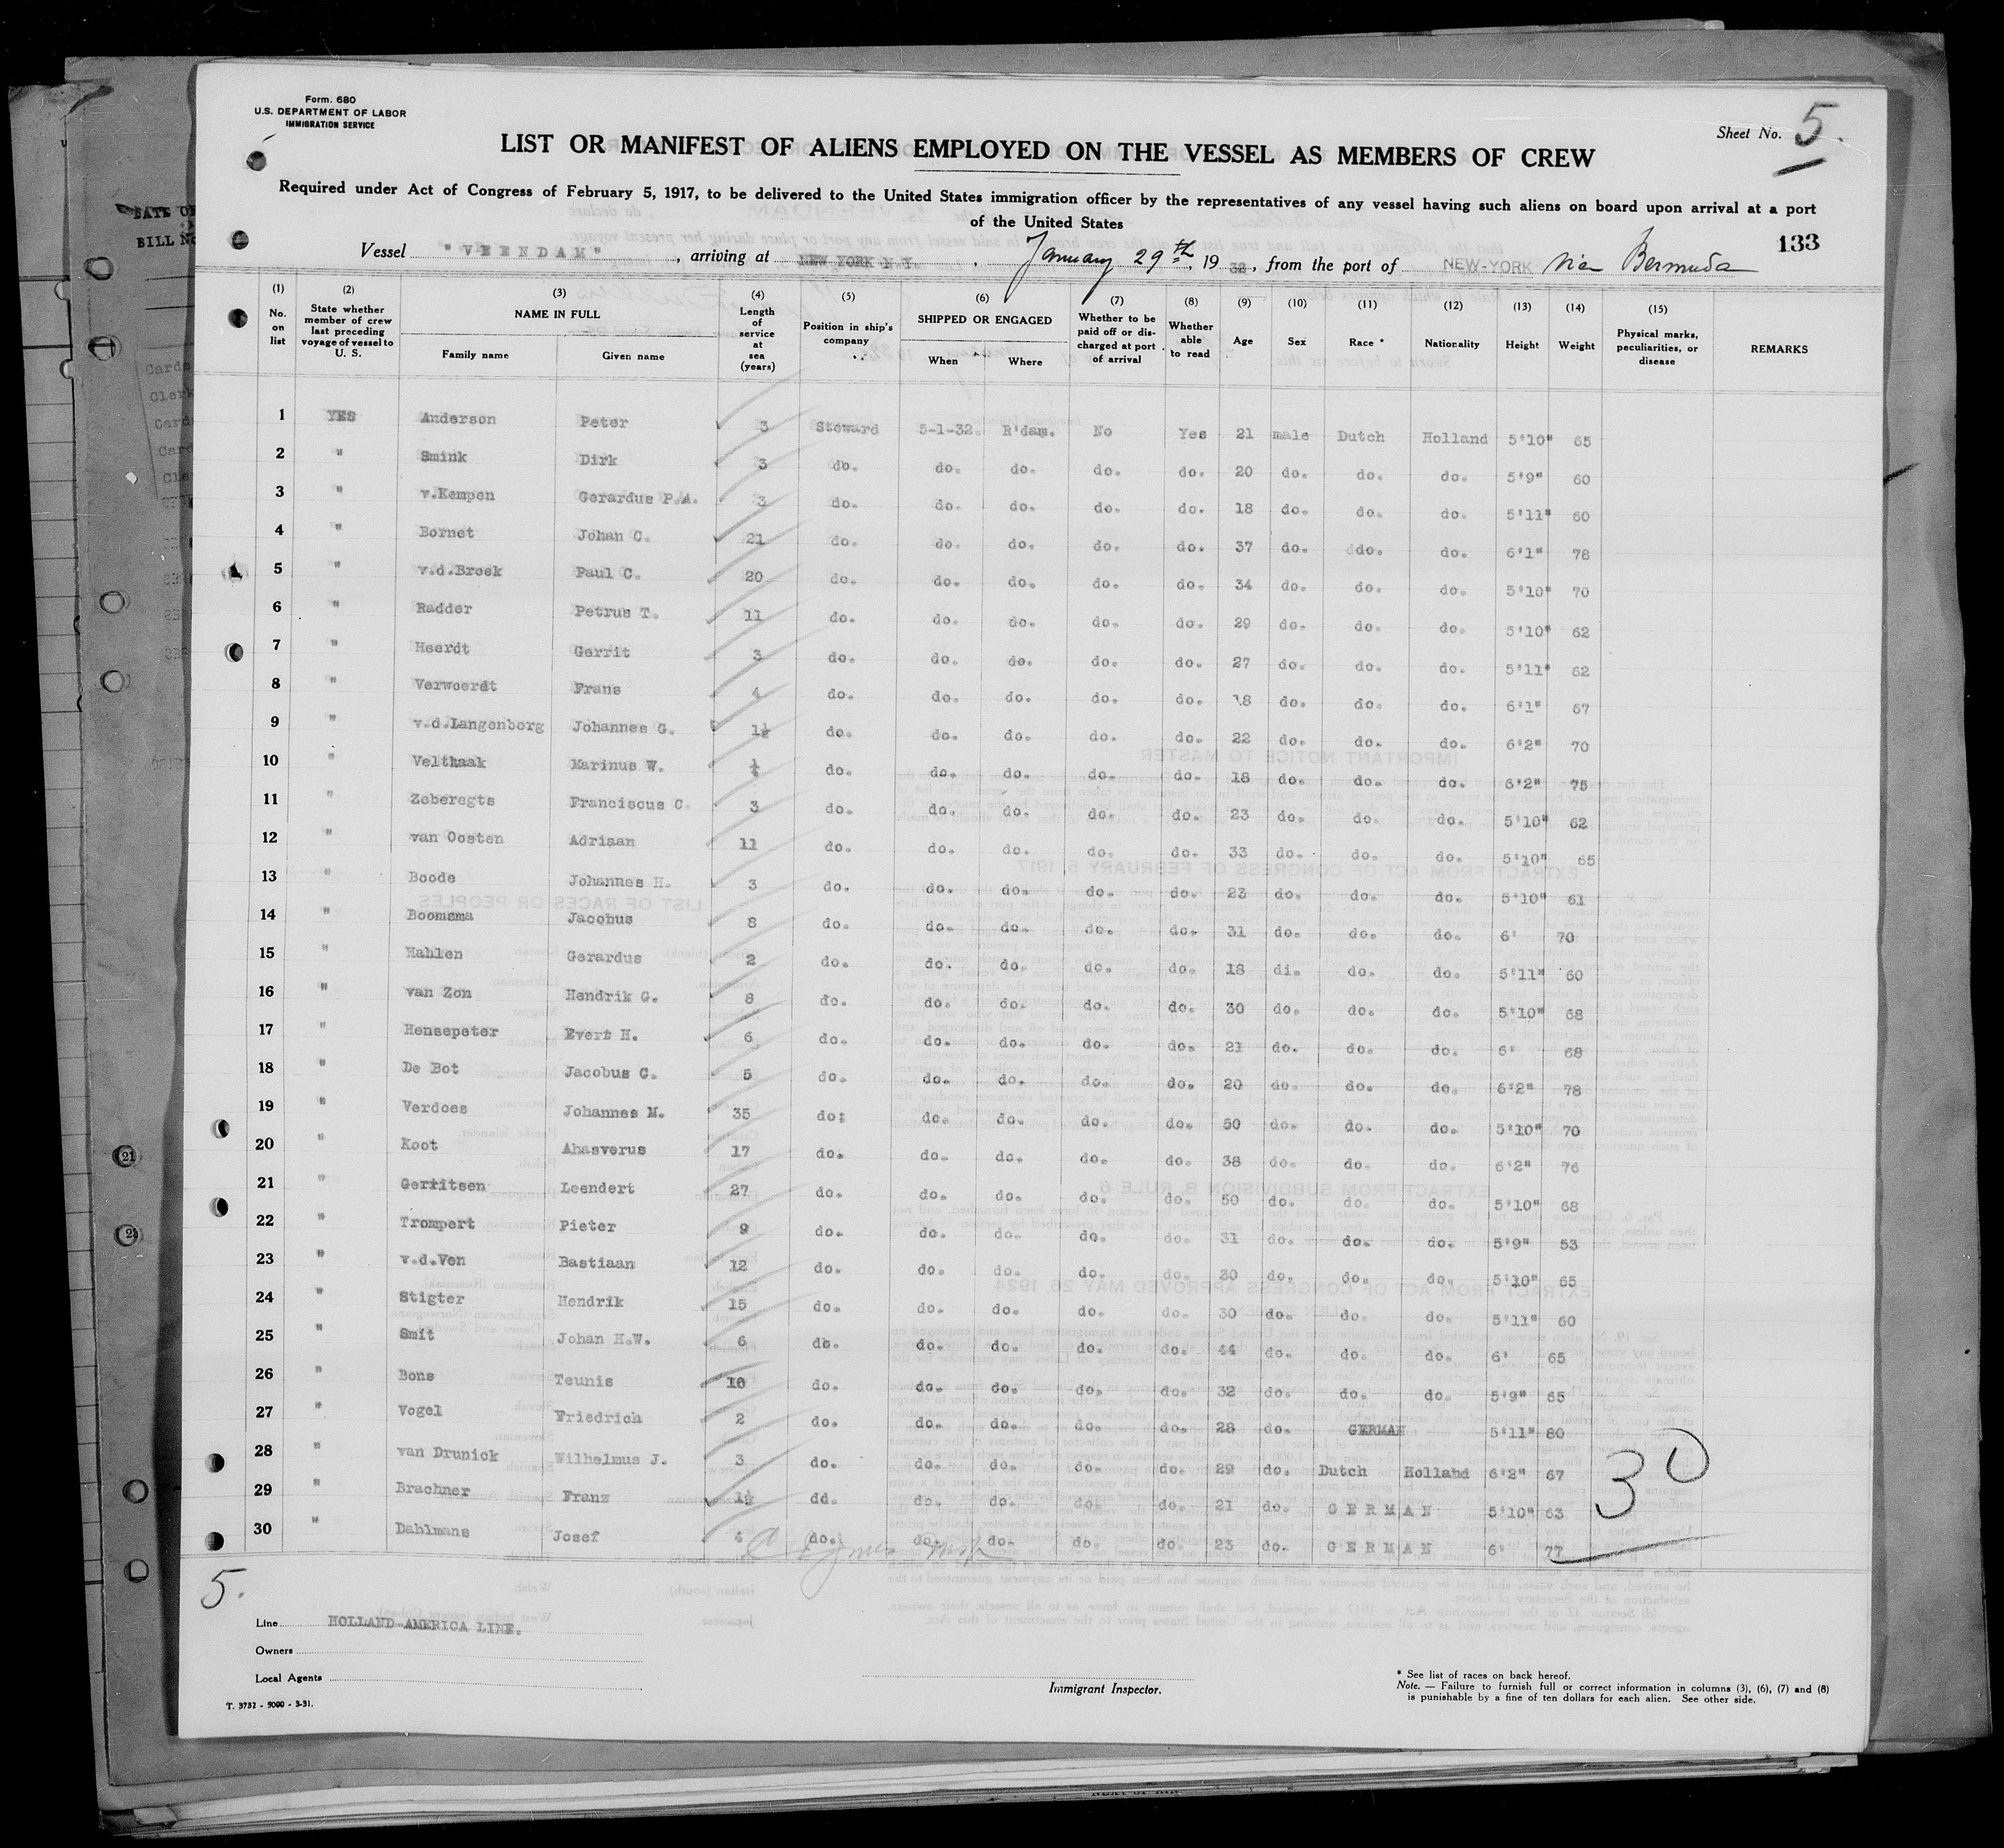 Form. 680
U.S. DEPARTMENT OF LABOR
IMMIGRATION SERVICE
Sheet No. 5.
LIST OR MANIFEST OF ALIENS EMPLOYED ON THE VESSEL AS MEMBERS OF CREW
Required under Act of Congress of February 5, 1917, to be delivered to the United States immigration officer by the representatives of any vessel having such aliens on board upon arrival at a port
of the United States
133
Vessel "VEENDAM", arriving at NEW YORK N.Y., January 29th, 1932, from the port of NEW-YORK via Bermuda
(1) No. on list (2) State whether member of crew last preceding voyage of vessel to U. S. (3) NAME IN FULL Family name Given name (4) Length of service at sea (years) (5) Position in ship's company (6) SHIPPED OR ENGAGED When Where (7) Whether to be paid off or discharged at port of arrival (8) Whether able to read (9) Age (10) Sex (11) Race * (12) Nationality (13) Height (14) Weight (15) Physical marks, peculiarities, or disease REMARKS
1 YES Anderson Peter 3 Steward 5-1-32. R'dam. No Yes 21 male Dutch Holland 5'10" 65
2 " Smink Dirk 3 do. do. do. do. do. 20 do. do. do. 5'9" 60
3 " v.Kempen Gerardus P.A. 3 do. do. do. do. do. 18 do. do. do. 5'11" 60
4 " Bornet Johan C. 21 do. do. do. do. do. 37 do. ddo. do. 6'1" 78
5 " v.d.Broek Paul C. 20 do. do. do. do. do. 34 do. do. do. 5'10" 70
6 " Radder Petrus T. 11 do. do. do. do. do. 29 do. do. do. 5'10" 62
7 " Heerdt Gerrit 3 do. do. do. do. do. 27 do. do. do. 5'11" 62
8 " Verwoerdt Frans 4 do. do. do. do. do. 18 do. do. do. 6'1" 67
9 " v.d.Langenberg Johannes G. 1½ do. do. do. do. do. 22 do. do. do. 6'2" 70
10 " Velthaak Marinus W. do. do. do. do. do. 18 do. do. do. 6'2" 75
11 " Zeberegts Franciscus C. 3 do. do. do. do. do. 23 do. do. do. 5'10" 62
12 " van Oosten Adriaan 11 do. do. do. do. do. 33 do. do. do. 5'10" 65
13 " Boode Johannes H. 3 do. do. do. do. do. 23 do. do. do. 5'10" 61
14 " Boomsma Jacobus 8 do. do. do. do. do. 31 do. do. do. 6' 70
15 " Mahlen Gerardus 2 do. do. do. do. do. 18 di. do. do. 5'11" 60
16 " van Zon Hendrik G. 8 do. do. do. do. do. 30 do. do. do. 5'10" 68
17 " Hensepeter Evert H. 6 do. do. do. do. do. 21 do. do. do. 6' 68
18 " De Bot Jacobus C. 5 do. do. do. do. do. 20 do. do. do. 6'2" 78
19 " Verdoes Johannes M. 35 do: do. do. do. do. 50 do. do. do. 5'10" 70
20 " Koot Ahasverus 17 do. do. do. do. do. 38 do. do. do. 6'2" 76
21 " Gerritsen Leendert 27 do. do. do. do. do. 50 do. do. do. 5'10" 68
22 " Trompert Pieter 9 do. do. do. do. do. 31 do. do. do. 5'9" 53
23 " v.d.Ven Bastiaan 12 do. do. do. do. do. 30 do. do. do. 5'10" 65
24 " Stigter Hendrik 15 do. do. do. do. do. 30 do. do. do. 5'11" 60
25 " Smit Johan H.W. 6 do. do. do. do. do. 44 do. do. do. 6' 65
26 " Bons Teunis 10 do. do. do. do. do. 32 do. do. do. 5'9" 65
27 " Vogel Friedrich 2 do. do. do. do. do. 28 do. GERMAN 5'11" 80
28 " van Drunick Wilhelmus J. 3 do. do. do. do. do. 29 do. Dutch Holland 6'2" 67
29 " Brachner Franz 1½ dd. do. do. do. do. 21 do. GERMAN 5'10" 63
30 " Dahlmans Josef 4 do. do. do. do. do. 23 do. GERMAN 6' 77
30
5.
Line HOLLAND-AMERICA LINE.
Owners
Local Agents
T. 3732 - 5000 - 3-31.
Immigrant Inspector.
* See list of races on back hereof.
Note. — Failure to furnish full or correct information in columns (3), (6), (7) and (8)
is punishable by a fine of ten dollars for each alien. See other side.